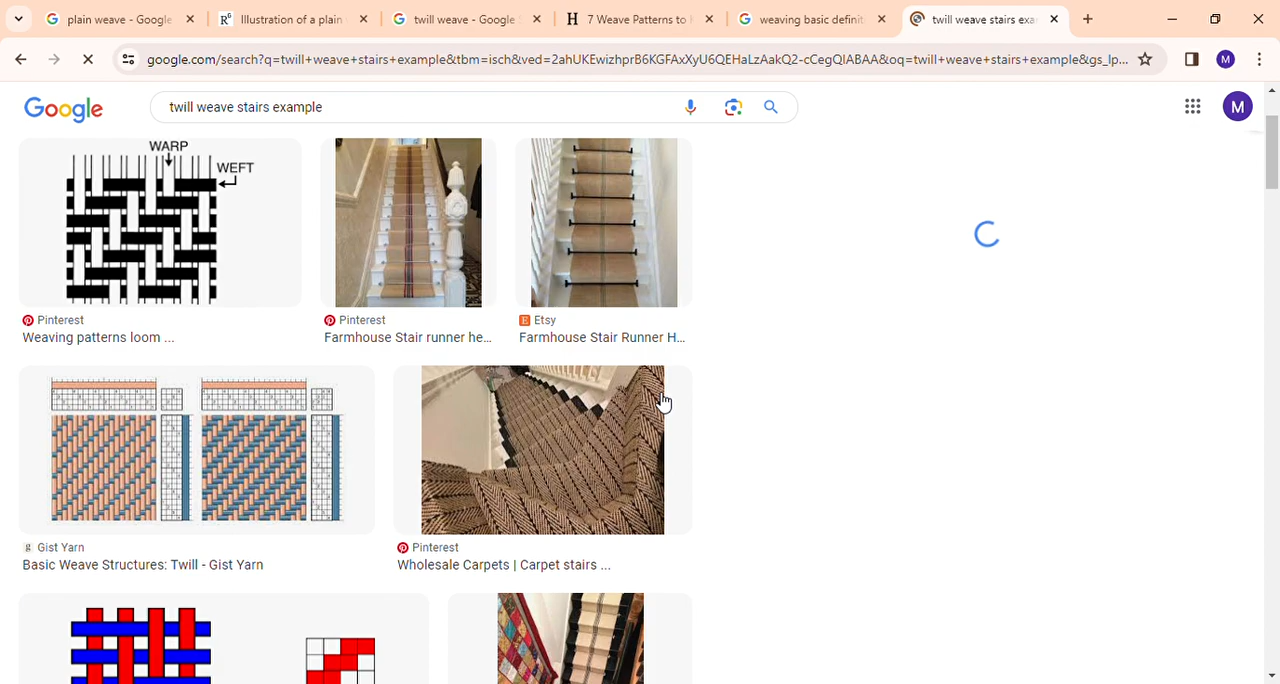 plain weave - Google
Illustration of a plain
twill weave - Google S
7 Weave Patterns to
weaving basic definit
twill weave stairs exa
google.com/search?q=twill+weave+stairs+example&tbm=isch&ved=2ahUKEwizhprB6KGFAxXyU6QEHaLzAakQ2-cCegQIABAA&oq=twill+weave+stairs+example&gs_lp...
M
Google
twill weave stairs example
M
WARP
WEFT
Pinterest
Weaving patterns loom ...
Pinterest
Farmhouse Stair runner he...
Etsy
Farmhouse Stair Runner H...
Gist Yarn
Basic Weave Structures: Twill - Gist Yarn
Pinterest
Wholesale Carpets | Carpet stairs ...